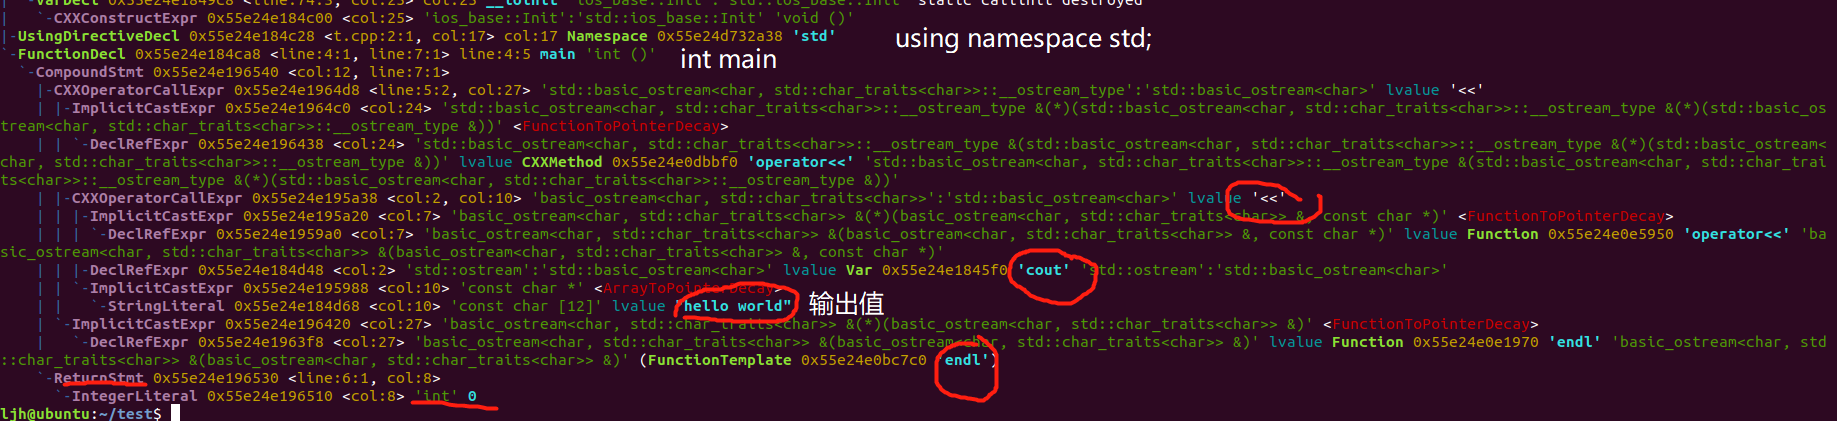 | `-VarDecl 0x55e24e1849c8 <line:74:3, col:25> col:25 __ioinit 'ios_base::Init':'std::ios_base::Init' static callinit destroyed
|   `-CXXConstructExpr 0x55e24e184c00 <col:25> 'ios_base::Init':'std::ios_base::Init' 'void ()'
|-UsingDirectiveDecl 0x55e24e184c28 <t.cpp:2:1, col:17> col:17 Namespace 0x55e24d732a38 'std'
using namespace std;
`-FunctionDecl 0x55e24e184ca8 <line:4:1, line:7:1> line:4:5 main 'int ()'
int main
  `-CompoundStmt 0x55e24e196540 <col:12, line:7:1>
    |-CXXOperatorCallExpr 0x55e24e1964d8 <line:5:2, col:27> 'std::basic_ostream<char, std::char_traits<char>>::__ostream_type':'std::basic_ostream<char>' lvalue '<<'
    | |-ImplicitCastExpr 0x55e24e1964c0 <col:24> 'std::basic_ostream<char, std::char_traits<char>>::__ostream_type &(*)(std::basic_ostream<char, std::char_traits<char>>::__ostream_type &(*)(std::basic_os
tream<char, std::char_traits<char>>::__ostream_type &))' <FunctionToPointerDecay>
    | | `-DeclRefExpr 0x55e24e196438 <col:24> 'std::basic_ostream<char, std::char_traits<char>>::__ostream_type &(std::basic_ostream<char, std::char_traits<char>>::__ostream_type &(*)(std::basic_ostream<
char, std::char_traits<char>>::__ostream_type &))' lvalue CXXMethod 0x55e24e0dbbf0 'operator<<' 'std::basic_ostream<char, std::char_traits<char>>::__ostream_type &(std::basic_ostream<char, std::char_trai
ts<char>>::__ostream_type &(*)(std::basic_ostream<char, std::char_traits<char>>::__ostream_type &))'
    | |-CXXOperatorCallExpr 0x55e24e195a38 <col:2, col:10> 'basic_ostream<char, std::char_traits<char>>':'std::basic_ostream<char>' lvalue '<<'
    | | |-ImplicitCastExpr 0x55e24e195a20 <col:7> 'basic_ostream<char, std::char_traits<char>> &(*)(basic_ostream<char, std::char_traits<char>> &, const char *)' <FunctionToPointerDecay>
    | | | `-DeclRefExpr 0x55e24e1959a0 <col:7> 'basic_ostream<char, std::char_traits<char>> &(basic_ostream<char, std::char_traits<char>> &, const char *)' lvalue Function 0x55e24e0e5950 'operator<<' 'ba
sic_ostream<char, std::char_traits<char>> &(basic_ostream<char, std::char_traits<char>> &, const char *)'
    | | |-DeclRefExpr 0x55e24e184d48 <col:2> 'std::ostream':'std::basic_ostream<char>' lvalue Var 0x55e24e1845f0 'cout' 'std::ostream':'std::basic_ostream<char>'
    | | `-ImplicitCastExpr 0x55e24e195988 <col:10> 'const char *' <ArrayToPointerDecay>
    | |   `-StringLiteral 0x55e24e184d68 <col:10> 'const char [12]' lvalue "hello world"
输出值
    | `-ImplicitCastExpr 0x55e24e196420 <col:27> 'basic_ostream<char, std::char_traits<char>> &(*)(basic_ostream<char, std::char_traits<char>> &)' <FunctionToPointerDecay>
    |   `-DeclRefExpr 0x55e24e1963f8 <col:27> 'basic_ostream<char, std::char_traits<char>> &(basic_ostream<char, std::char_traits<char>> &)' lvalue Function 0x55e24e0e1970 'endl' 'basic_ostream<char, std
::char_traits<char>> &(basic_ostream<char, std::char_traits<char>> &)' (FunctionTemplate 0x55e24e0bc7c0 'endl')
    `-ReturnStmt 0x55e24e196530 <line:6:1, col:8>
      `-IntegerLiteral 0x55e24e196510 <col:8> 'int' 0
ljh@ubuntu:~/test$